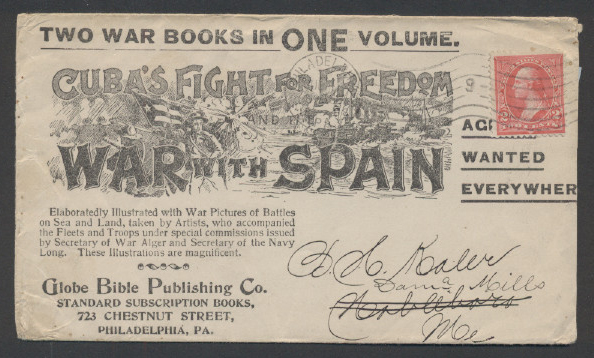 TWO WAR BOOKS IN ONE VOLUME.
CUBA'S FIGHT FOR FREEDOM
AND
WAR WITH SPAIN
AG
WANTED
EVERYWHER
Elaboratedly Illustrated with War Pictures of Battles
on Sea and Land, taken by Artists, who accompanied
the Fleets and Troops under special commissions issued
by Secretary of War Alger and Secretary of the Navy
Long. These Illustrations are magnificent.
Globe Bible Publishing Co.
STANDARD SUBSCRIPTION BOOKS,
723 CHESTNUT STREET,
PHILADELPHIA, PA.
Mills
Me